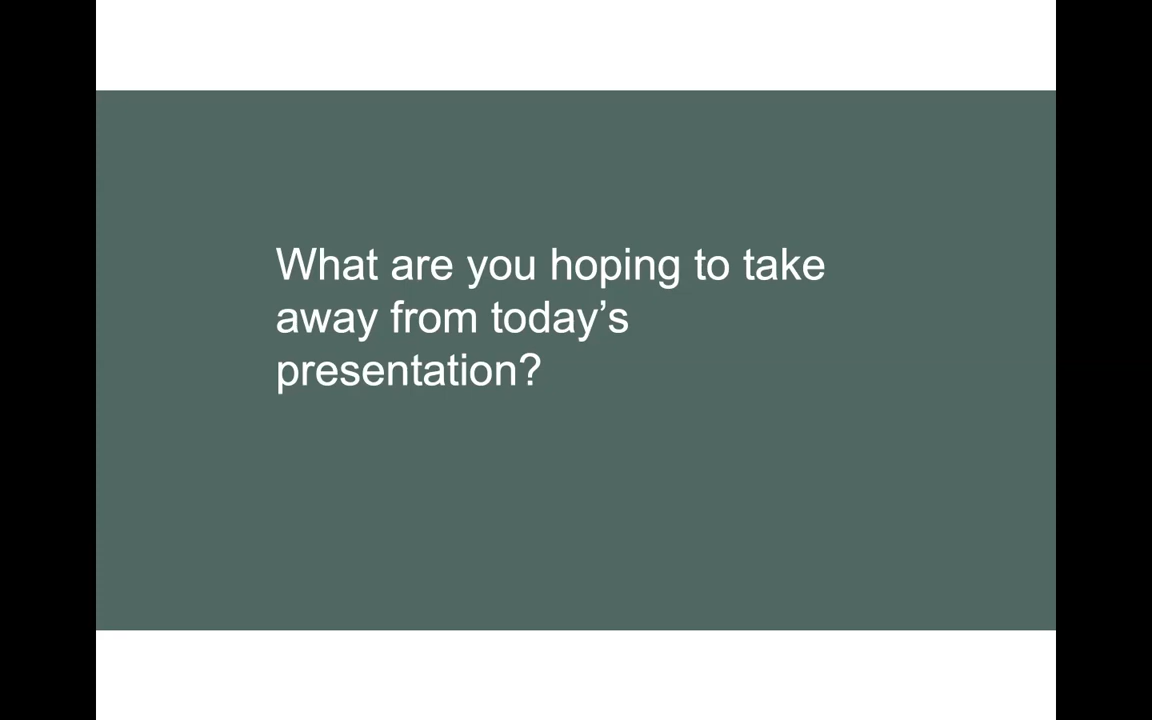 What are you hoping to take
away from today’s
presentation?